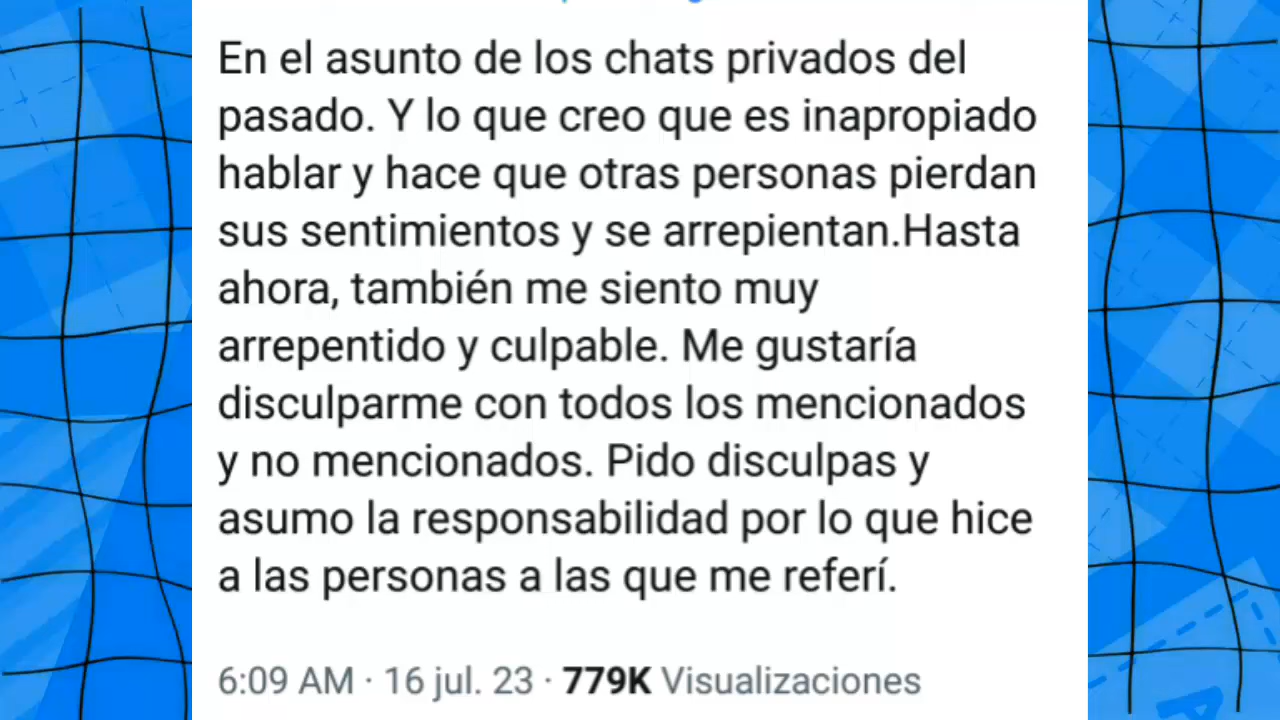 En el asunto de los chats privados del
pasado. Y lo que creo que es inapropiado
hablar y hace que otras personas pierdan
sus sentimientos y se arrepientan.Hasta
ahora, también me siento muy
arrepentido y culpable. Me gustaría
disculparme con todos los mencionados
y no mencionados. Pido disculpas y
asumo la responsabilidad por lo que hice
a las personas a las que me referí.
6:09 AM · 16 jul. 23 · 779K Visualizaciones